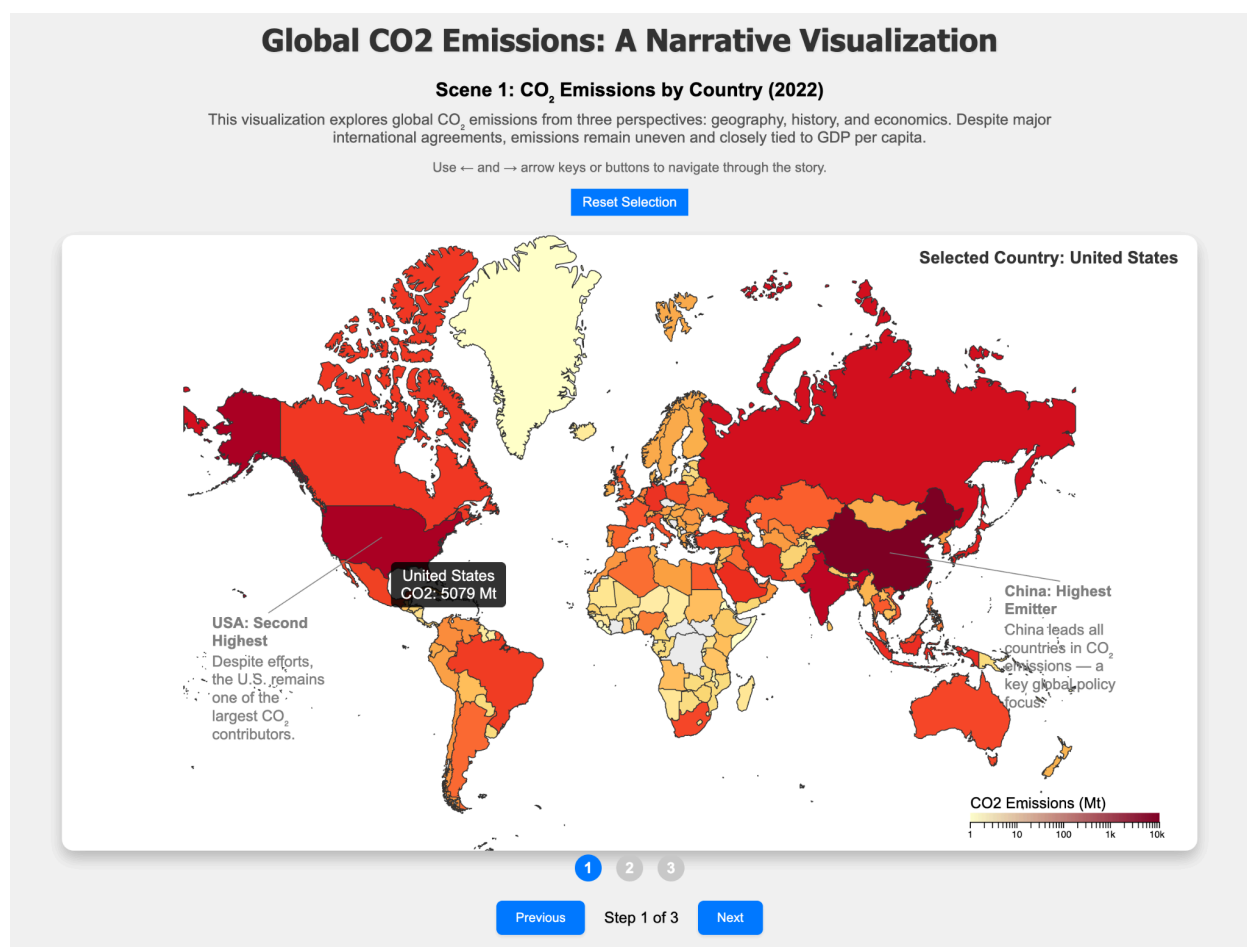 Global CO2 Emissions: A Narrative Visualization
Scene 1: CO₂ Emissions by Country (2022)
This visualization explores global CO₂ emissions from three perspectives: geography, history, and economics. Despite major
international agreements, emissions remain uneven and closely tied to GDP per capita.
Use ← and → arrow keys or buttons to navigate through the story.
Reset Selection
Selected Country: United States
United States
CO2: 5079 Mt
USA: Second
Highest
Despite efforts,
the U.S. remains
one of the
largest CO₂
contributors.
China: Highest
Emitter
China leads all
countries in CO₂
emissions — a
key global policy
focus.
CO2 Emissions (Mt)
1 10 100 1k 10k
1 2 3
Previous Step 1 of 3 Next